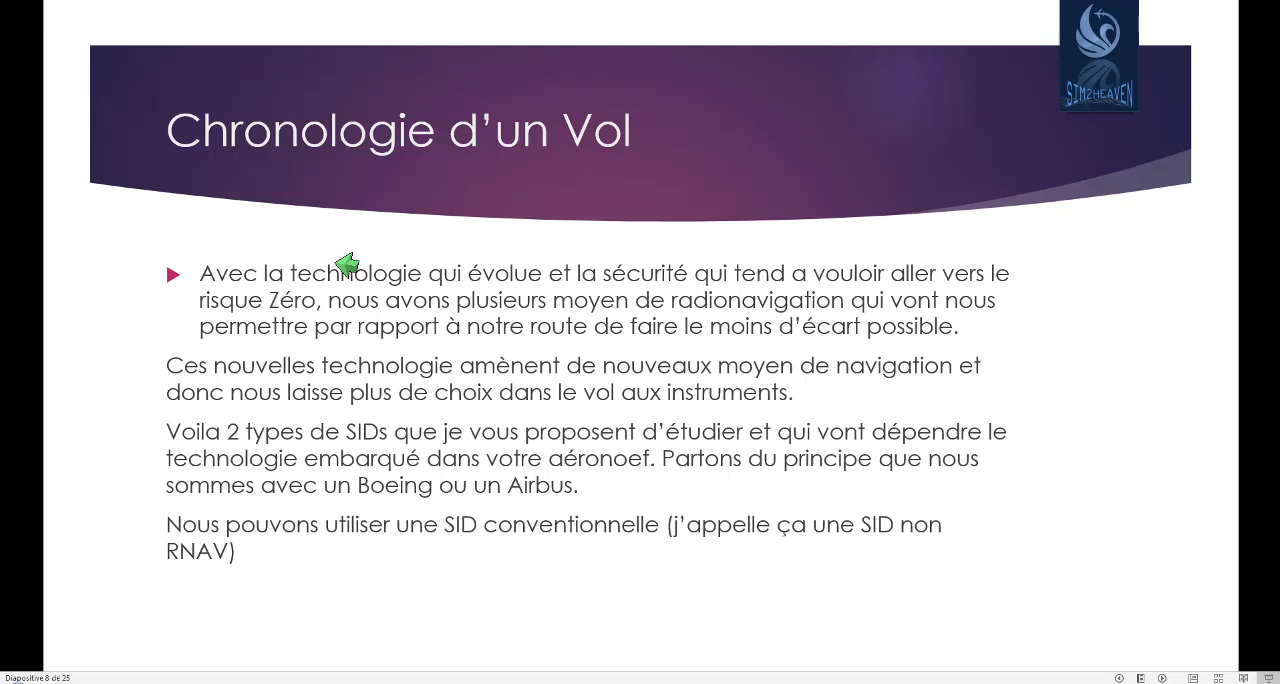 SIM2HEAVEN
Chronologie d’un Vol
Avec la technologie qui évolue et la sécurité qui tend a vouloir aller vers le
risque Zéro, nous avons plusieurs moyen de radionavigation qui vont nous
permettre par rapport à notre route de faire le moins d’écart possible.
Ces nouvelles technologie amènent de nouveaux moyen de navigation et
donc nous laisse plus de choix dans le vol aux instruments.
Voila 2 types de SIDs que je vous proposent d’étudier et qui vont dépendre le
technologie embarqué dans votre aéronoef. Partons du principe que nous
sommes avec un Boeing ou un Airbus.
Nous pouvons utiliser une SID conventionnelle (j’appelle ça une SID non
RNAV)
Diapositive 8 de 25